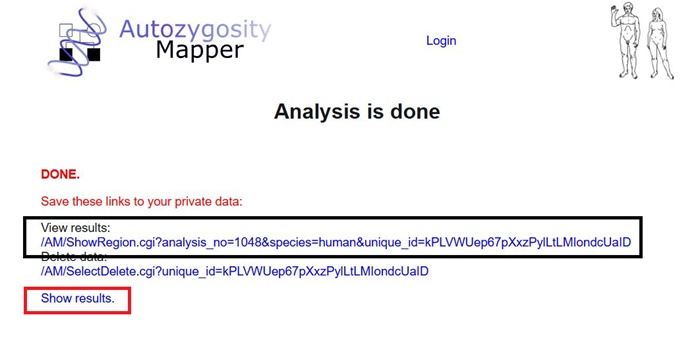 Autozygosity
Mapper
Login
Analysis is done
DONE.
Save these links to your private data:
View results:
/AM/ShowRegion.cgi?analysis_no=1048&species=human&unique_id=kPLVWUep67pXxzPylLtLMIondcUaID
Delete data:
/AM/SelectDelete.cgi?unique_id=kPLVWUep67pXxzPylLtLMIondcUaID
Show results.